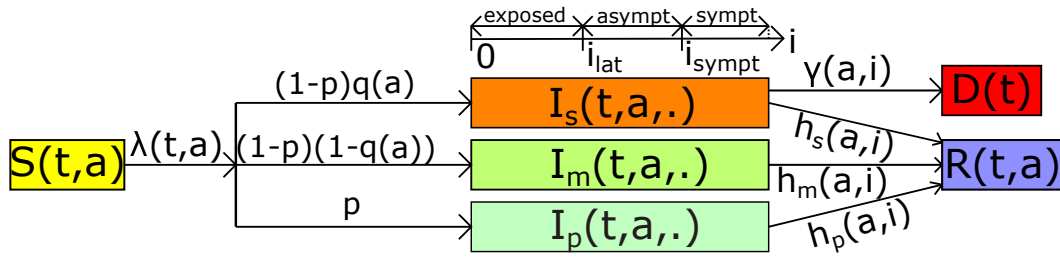 exposed asympt sympt
0 i_lat i_sympt i
(1-p)q(a) I_s(t,a,.) γ(a,i) D(t)
h_s(a,i)
S(t,a) λ(t,a) (1-p)(1-q(a)) I_m(t,a,.) R(t,a)
h_m(a,i)
p I_p(t,a,.) h_p(a,i)